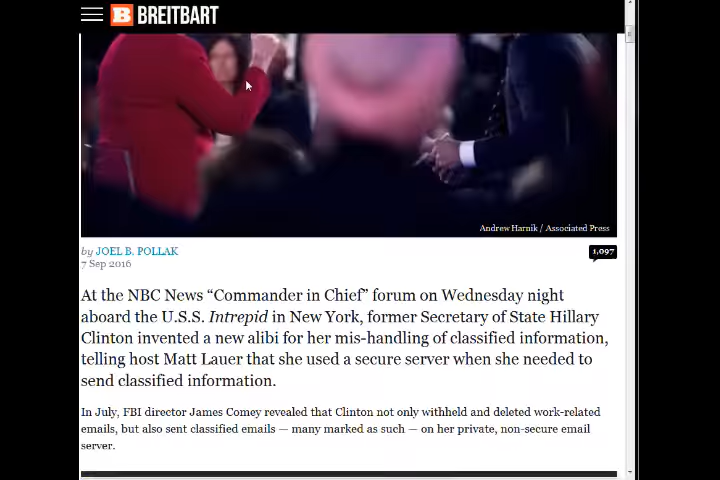 BREITBART
Andrew Harnik / Associated Press
by JOEL B. POLLAK
1,097
7 Sep 2016
At the NBC News “Commander in Chief” forum on Wednesday night
aboard the U.S.S. Intrepid in New York, former Secretary of State Hillary
Clinton invented a new alibi for her mis-handling of classified information,
telling host Matt Lauer that she used a secure server when she needed to
send classified information.
In July, FBI director James Comey revealed that Clinton not only withheld and deleted work-related
emails, but also sent classified emails — many marked as such — on her private, non-secure email
server.